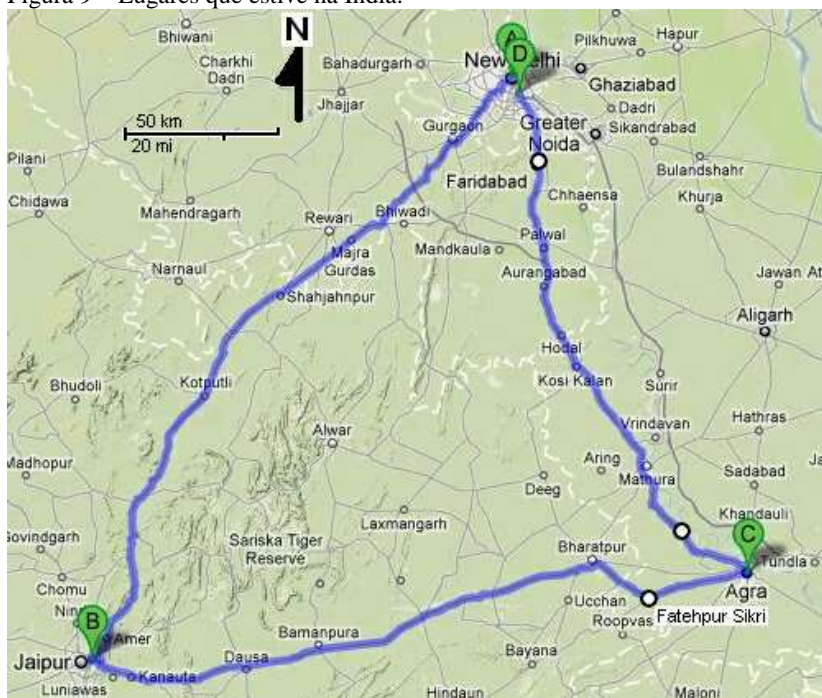 Figura 9 – Lugares que estive na Índia.
Bhiwani
N
Bahadurgarh
A
Pilkhuwa
Hapur
Charkhi
Dadri
D
Ghaziabad
Jhajjar
Dadri
50 km
20 mi
Gurgaon
Greater
Noida
Sikandrabad
Pilani
Faridabad
Bulandshahr
Chidawa
Mahendragarh
Rewari
Bhiwadi
Chhaensa
Khurja
Majra
Gurdas
Mandkaula
Palwal
Narnaul
Aurangabad
Jawan At
Shahjahnpur
Aligarh
Hodal
Bhudoli
Kotputli
Kosi Kalan
Surir
Alwar
Vrindavan
Hathras
Madhopur
Aring
Mathura
Sadabad
Deeg
Khandauli
Govindgarh
Laxmangarh
C
Sariska Tiger
Reserve
Bharatpur
Tundla
Chomu
Agra
B
Ucchan
Fatehpur Sikri
Amer
Bamanpura
Roopvas
Jaipur
Kanauta
Dausa
Bayana
Luniawas
Hindaun
Maloni